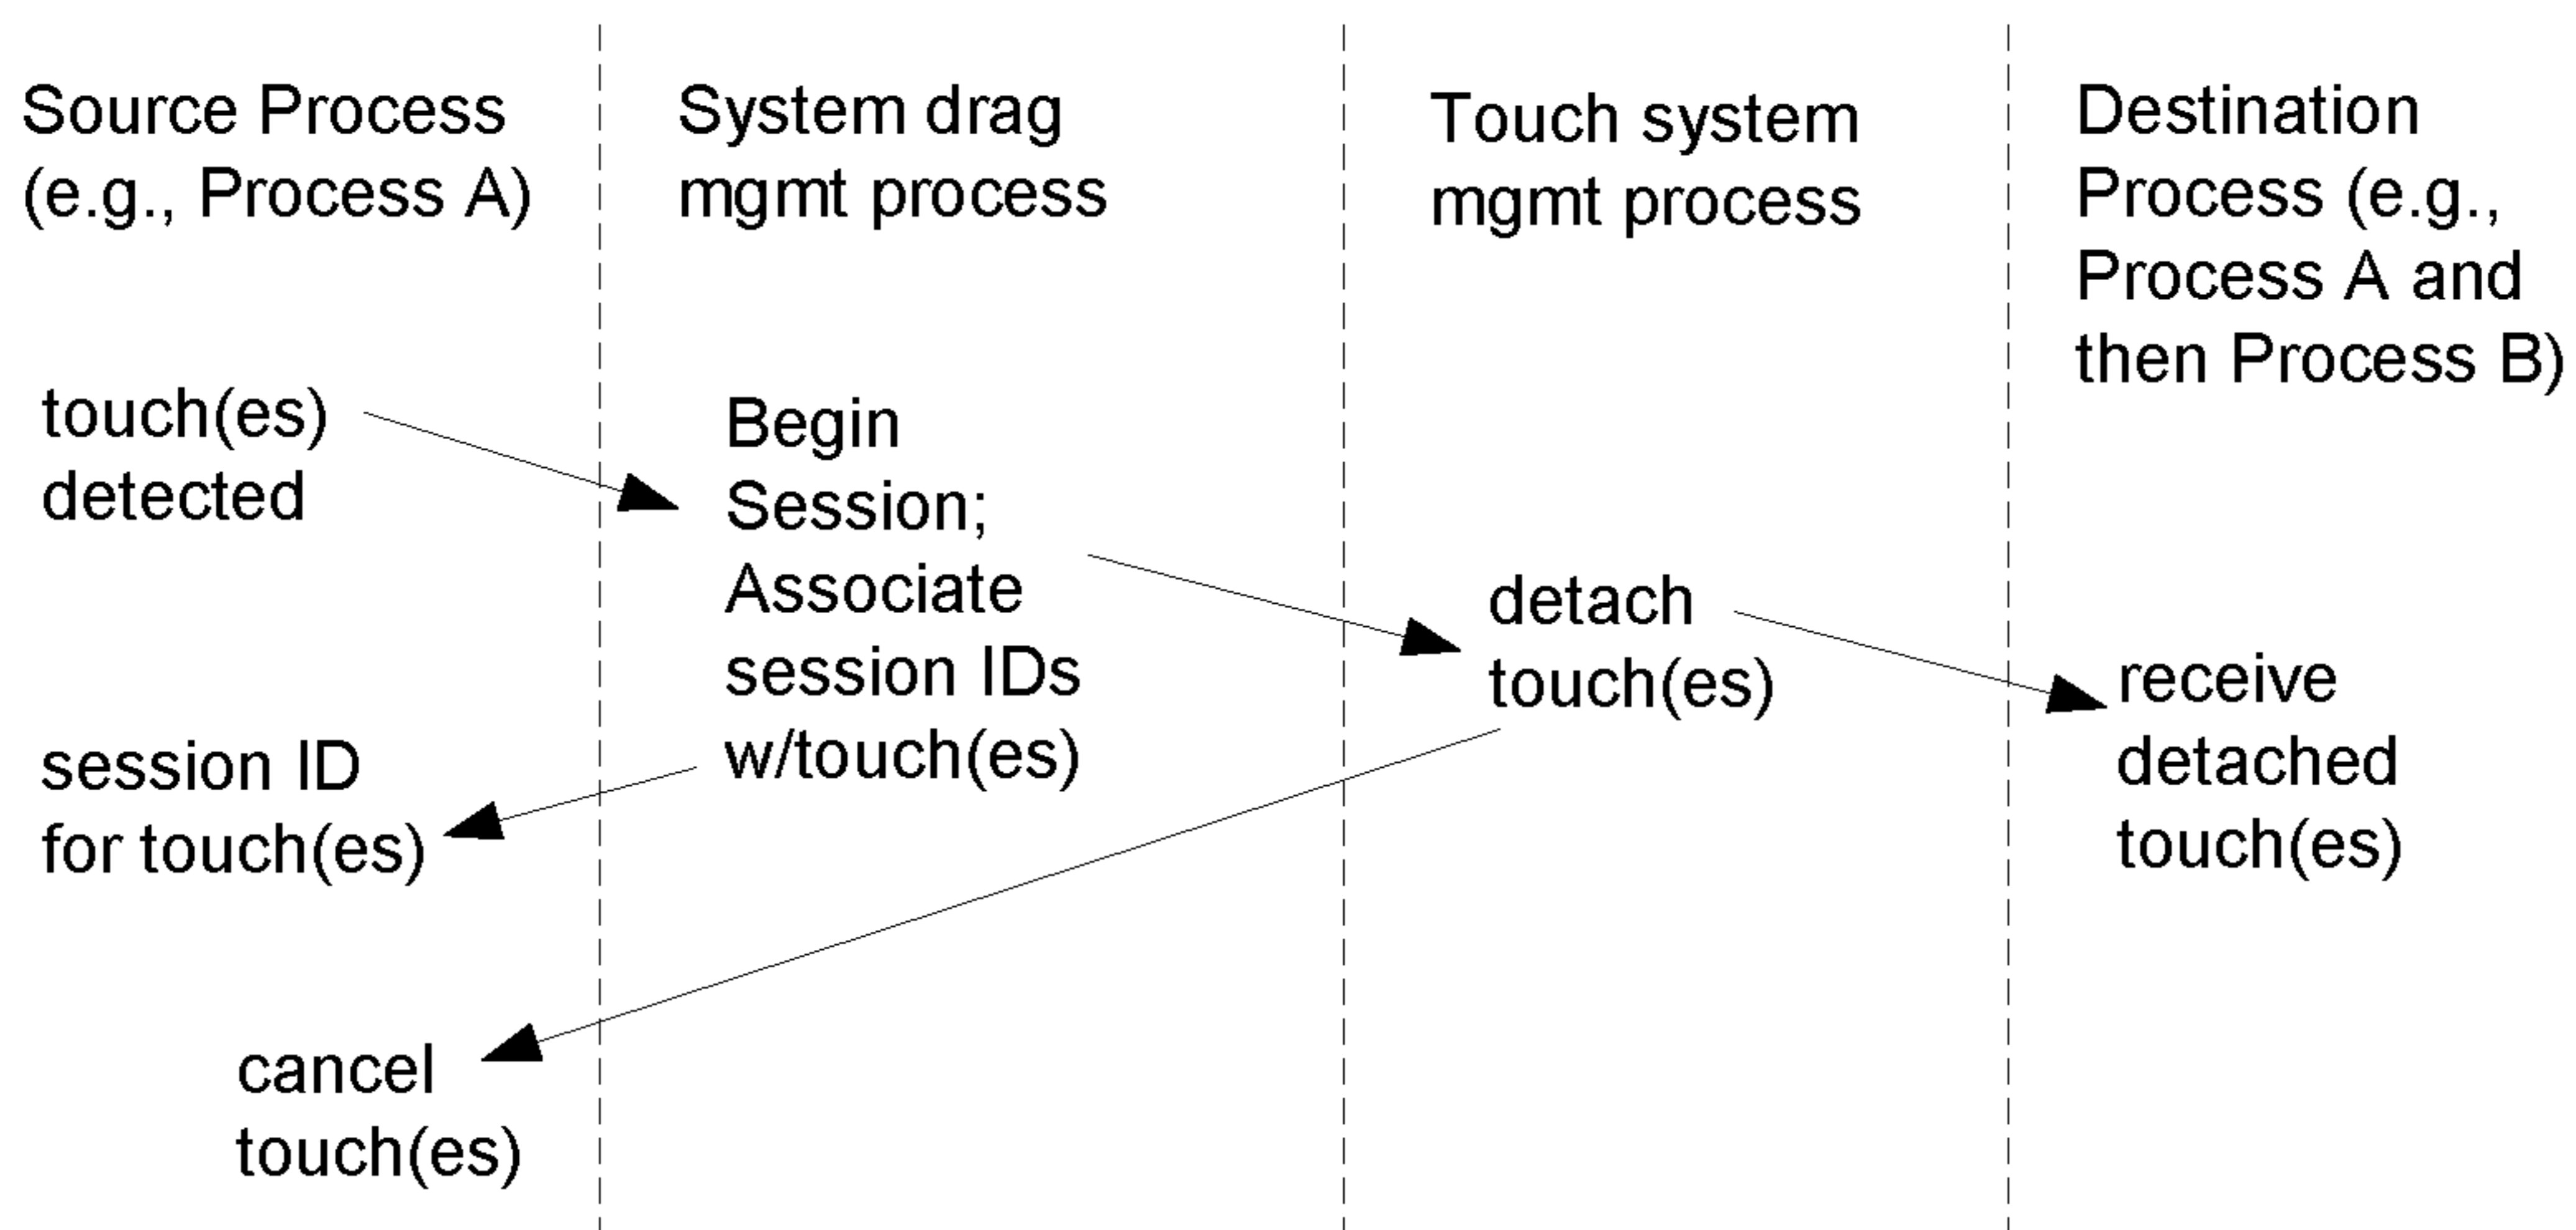 Source Process
(e.g., Process A)
System drag
mgmt process
Touch system
mgmt process
Destination
Process (e.g.,
Process A and
then Process B)
touch(es)
detected
Begin
Session;
Associate
session IDs
w/touch(es)
detach
touch(es)
receive
detached
touch(es)
session ID
for touch(es)
cancel
touch(es)